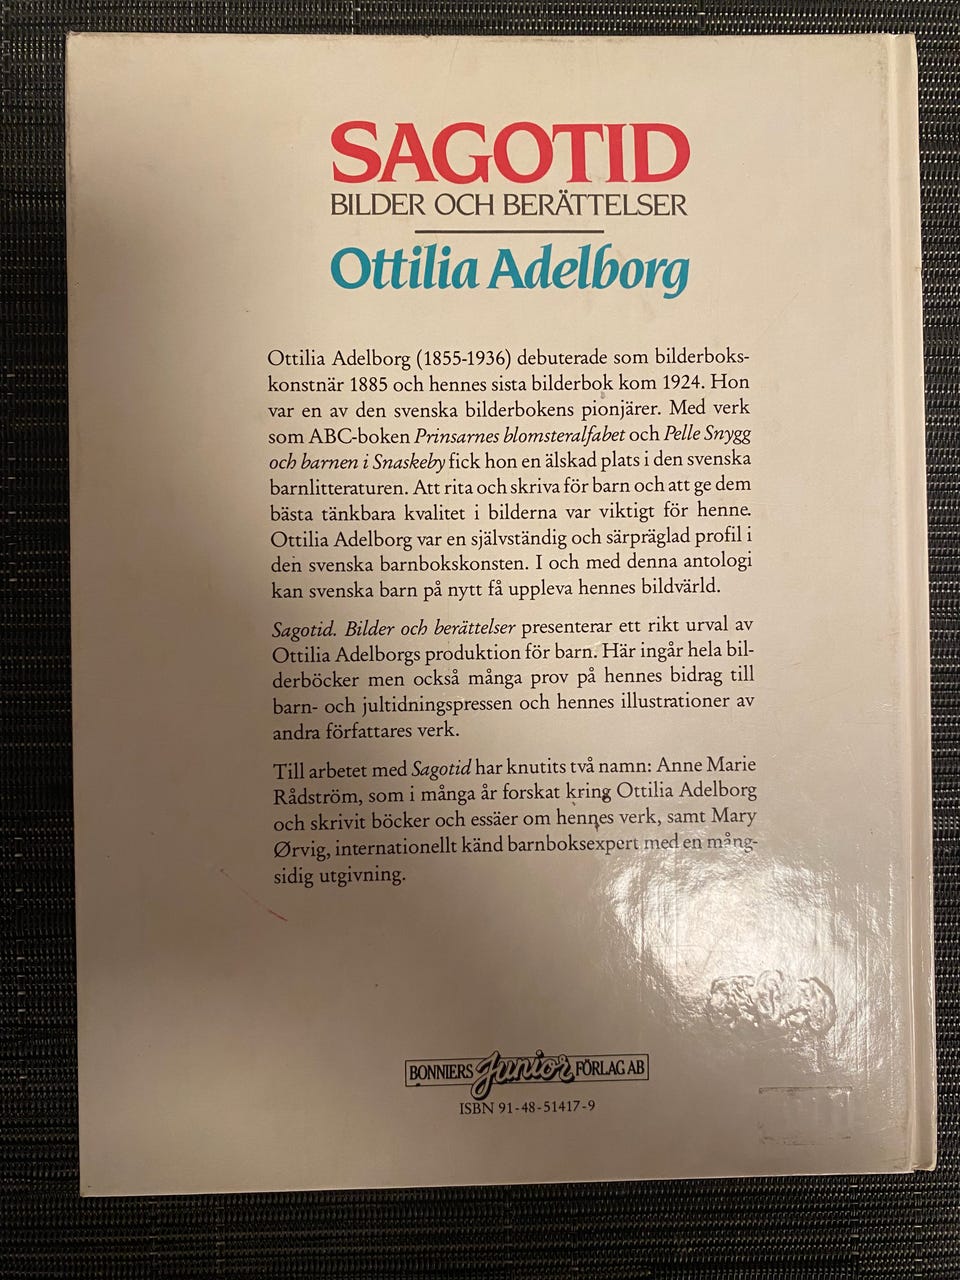 SAGOTID
BILDER OCH BERÄTTELSER
Ottilia Adelborg
Ottilia Adelborg (1855-1936) debuterade som bilderboks-
konstnär 1885 och hennes sista bilderbok kom 1924. Hon
var en av den svenska bilderbokens pionjärer. Med verk
som ABC-boken Prinsarnes blomsteralfabet och Pelle Snygg
och barnen i Snaskeby fick hon en älskad plats i den svenska
barnlitteraturen. Att rita och skriva för barn och att ge dem
bästa tänkbara kvalitet i bilderna var viktigt för henne.
Ottilia Adelborg var en självständig och särpräglad profil i
den svenska barnbokskonsten. I och med denna antologi
kan svenska barn på nytt få uppleva hennes bildvärld.
Sagotid. Bilder och berättelser presenterar ett rikt urval av
Ottilia Adelborgs produktion för barn. Här ingår hela bil-
derböcker men också många prov på hennes bidrag till
barn- och jultidningspressen och hennes illustrationer av
andra författares verk.
Till arbetet med Sagotid har knutits två namn: Anne Marie
Rådström, som i många år forskat kring Ottilia Adelborg
och skrivit böcker och essäer om hennes verk, samt Mary
Ørvig, internationellt känd barnboksexpert med en mång-
sidig utgivning.
BONNIERS Junior FÖRLAG AB
ISBN 91-48-51417-9